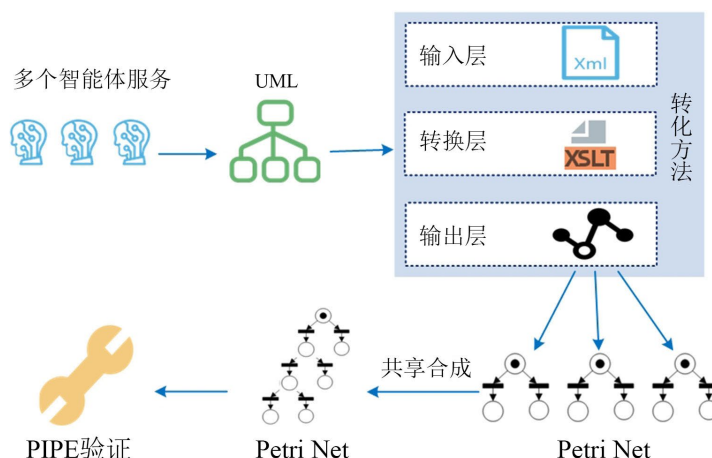 多个智能体服务
UML
输入层
Xml
转换层
XSLT
输出层
转化方法
共享合成
PIPE验证
Petri Net
Petri Net